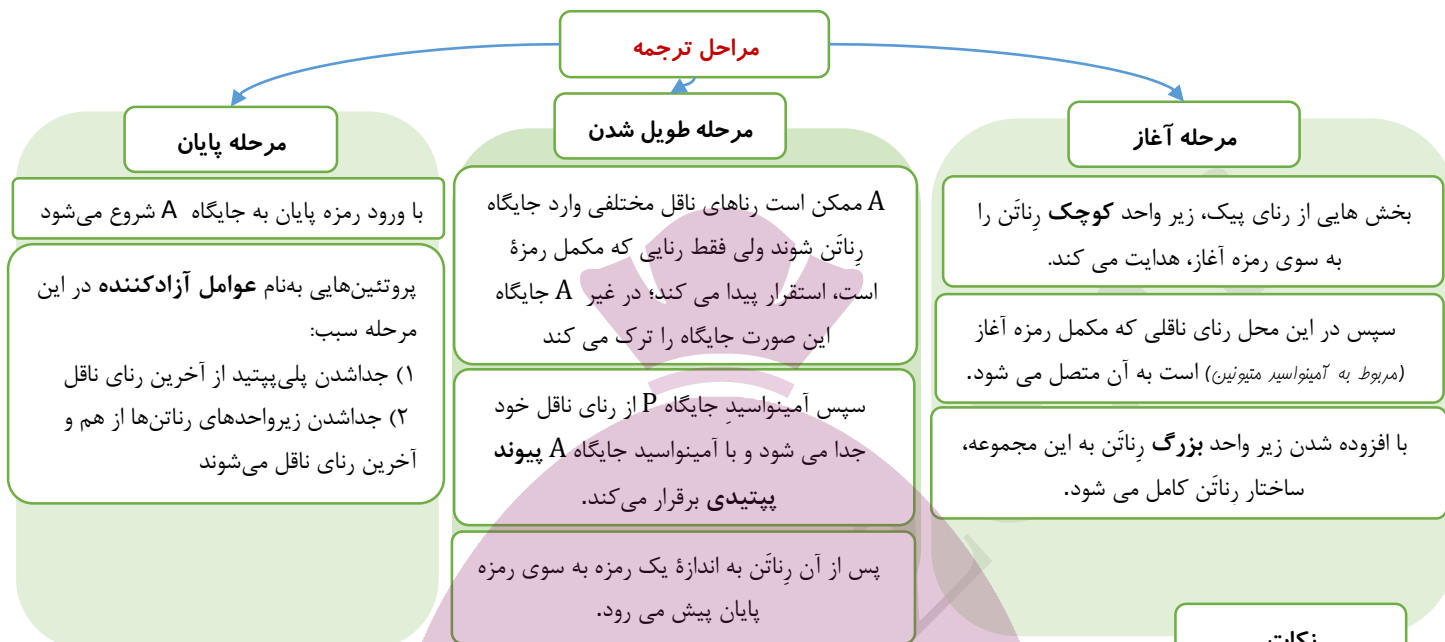 مراحل ترجمه
مرحله آغاز
بخش هایی از رنای پیک، زیر واحد کوچک رِناتَن را
به سوی رمزه آغاز، هدایت می کند.
سپس در این محل رنای ناقلی که مکمل رمزه آغاز
(مربوط به آمینواسیر متیونین) است به آن متصل می شود.
با افزوده شدن زیر واحد بزرگ رِناتَن به این مجموعه،
ساختار رِناتَن کامل می شود.
مرحله طویل شدن
A ممکن است رناهای ناقل مختلفی وارد جایگاه
رِناتَن شوند ولی فقط رنایی که مکمل رمزهٔ
است، استقرار پیدا می کند؛ در غیر A جایگاه
این صورت جایگاه را ترک می کند
سپس آمینواسیدِ جایگاه P از رنای ناقل خود
جدا می شود و با آمینواسید جایگاه A پیوند
پپتیدی برقرار می‌کند.
پس از آن رِناتَن به اندازهٔ یک رمزه به سوی رمزه
پایان پیش می رود.
مرحله پایان
با ورود رمزه پایان به جایگاه A شروع می‌شود
پروتئین‌هایی به‌نام عوامل آزادکننده در این
مرحله سبب:
۱) جداشدن پلی‌پپتید از آخرین رنای ناقل
۲) جداشدن زیرواحدهای رناتن‌ها از هم و
آخرین رنای ناقل می‌شوند
نکات